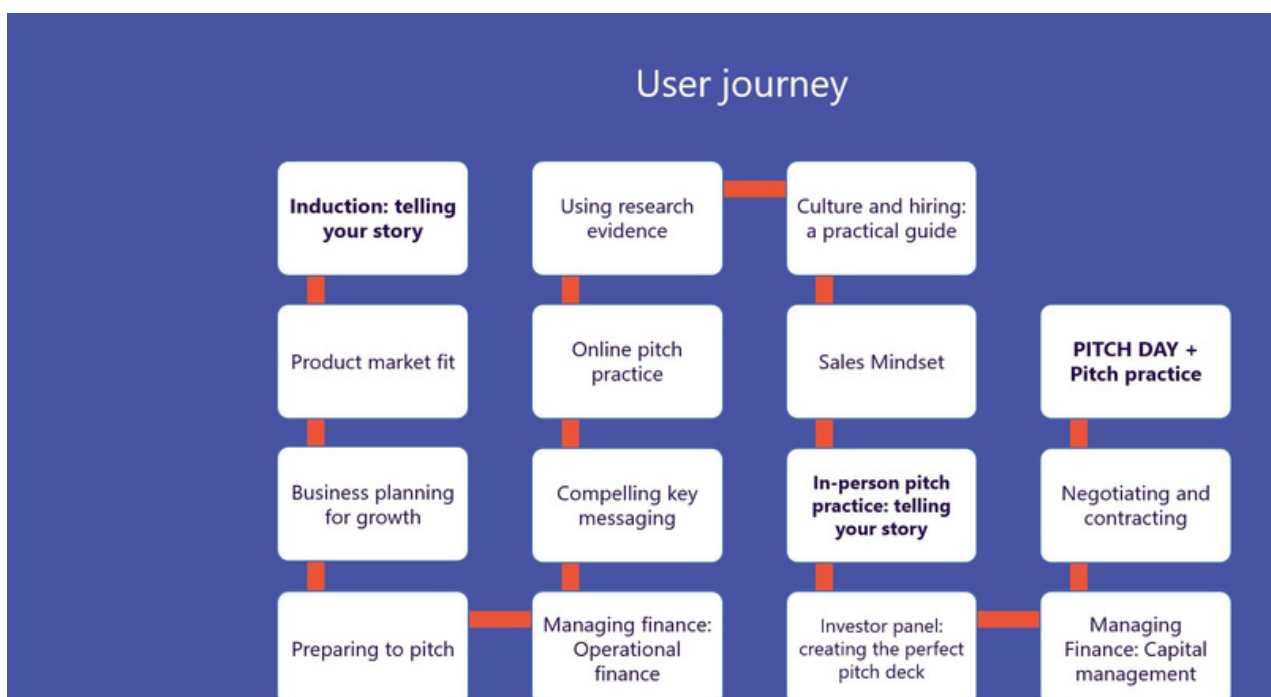 User journey
Induction: telling
your story
Product market fit
Business planning
for growth
Preparing to pitch
Managing finance:
Operational
finance
Compelling key
messaging
Online pitch
practice
Using research
evidence
Culture and hiring:
a practical guide
Sales Mindset
In-person pitch
practice: telling
your story
Investor panel:
creating the perfect
pitch deck
Managing
Finance: Capital
management
Negotiating and
contracting
PITCH DAY +
Pitch practice